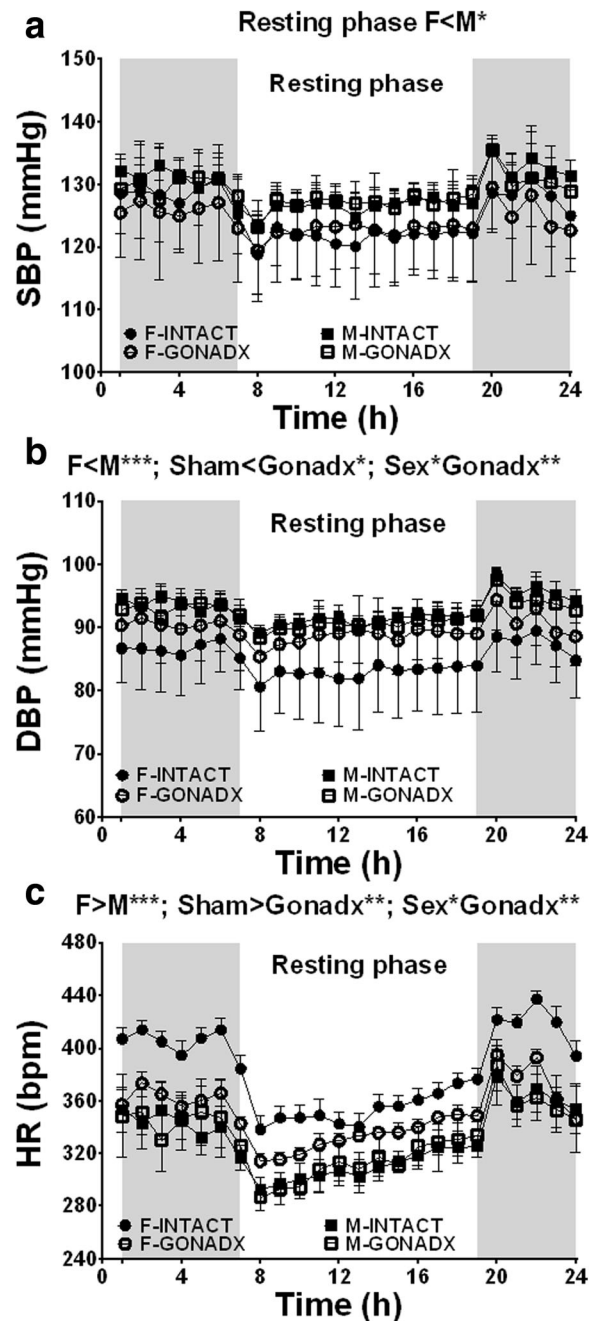 a
Resting phase F<M*
150
140
130
120
110
100
SBP (mmHg)
Resting phase
F-INTACT M-INTACT
F-GONADX M-GONADX
0 4 8 12 16 20 24
Time (h)
b
F<M***; Sham<Gonadx*; Sex*Gonadx**
110
100
90
80
70
60
DBP (mmHg)
Resting phase
F-INTACT M-INTACT
F-GONADX M-GONADX
0 4 8 12 16 20 24
Time (h)
c
F>M***; Sham>Gonadx**; Sex*Gonadx**
480
440
400
360
320
280
240
HR (bpm)
Resting phase
F-INTACT M-INTACT
F-GONADX M-GONADX
0 4 8 12 16 20 24
Time (h)